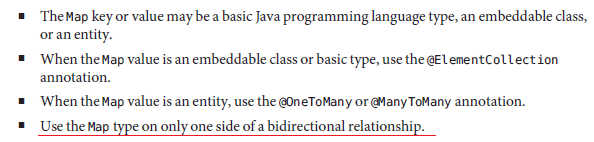 ■ The Map key or value may be a basic Java programming language type, an embeddable class,
or an entity.
■ When the Map value is an embeddable class or basic type, use the @ElementCollection
annotation.
■ When the Map value is an entity, use the @OneToMany or @ManyToMany annotation.
■ Use the Map type on only one side of a bidirectional relationship.